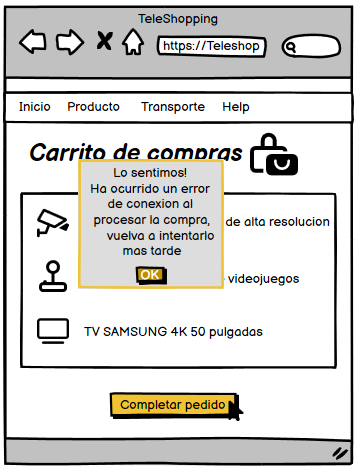 TeleShopping
https://Teleshop
Inicio Producto Transporte Help
Carrito de compras
Lo sentimos!
Ha ocurrido un error
de conexion al
procesar la compra,
vuelva a intentarlo
mas tarde
OK
de alta resolucion
videojuegos
TV SAMSUNG 4K 50 pulgadas
Completar pedido